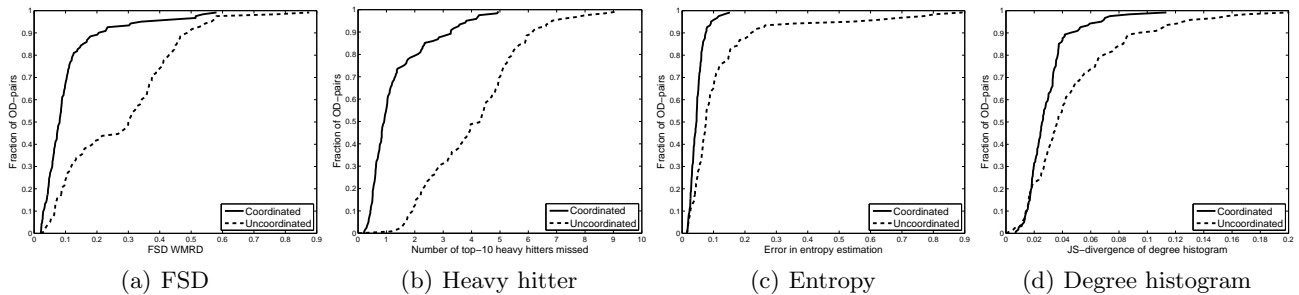 1
0.9
0.8
0.7
0.6
0.5
0.4
0.3
0.2
0.1
0
Fraction of OD−pairs
0 0.1 0.2 0.3 0.4 0.5 0.6 0.7 0.8 0.9
FSD WMRD
Coordinated
Uncoordinated
(a) FSD
1
0.9
0.8
0.7
0.6
0.5
0.4
0.3
0.2
0.1
0
Fraction of OD−pairs
0 1 2 3 4 5 6 7 8 9 10
Number of top−10 heavy hitters missed
Coordinated
Uncoordinated
(b) Heavy hitter
1
0.9
0.8
0.7
0.6
0.5
0.4
0.3
0.2
0.1
0
Fraction of OD−pairs
0 0.1 0.2 0.3 0.4 0.5 0.6 0.7 0.8 0.9
Error in entropy estimation
Coordinated
Uncoordinated
(c) Entropy
1
0.9
0.8
0.7
0.6
0.5
0.4
0.3
0.2
0.1
0
Fraction of OD−pairs
0 0.02 0.04 0.06 0.08 0.1 0.12 0.14 0.16 0.18 0.2
JS−divergence of degree histogram
Coordinated
Uncoordinated
(d) Degree histogram